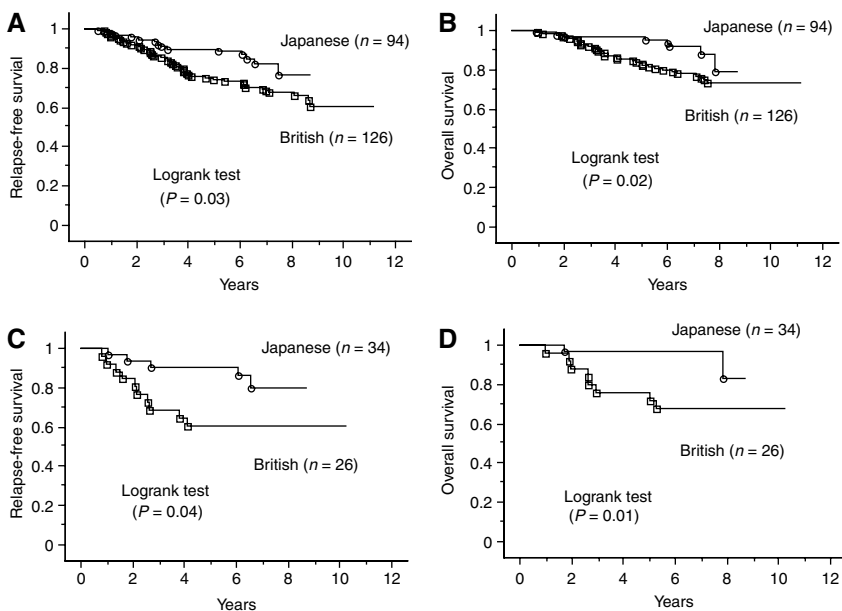 A
Relapse-free survival
1
0.8
0.6
0.4
0.2
0
Japanese (n = 94)
British (n = 126)
Logrank test
(P = 0.03)
0 2 4 6 8 10 12
Years
B
Overall survival
1
0.8
0.6
0.4
0.2
0
Japanese (n = 94)
British (n = 126)
Logrank test
(P = 0.02)
0 2 4 6 8 10 12
Years
C
Relapse-free survival
1
0.8
0.6
0.4
0.2
0
Japanese (n = 34)
British (n = 26)
Logrank test
(P = 0.04)
0 2 4 6 8 10 12
Years
D
Overall survival
1
0.8
0.6
0.4
0.2
0
Japanese (n = 34)
British (n = 26)
Logrank test
(P = 0.01)
0 2 4 6 8 10 12
Years